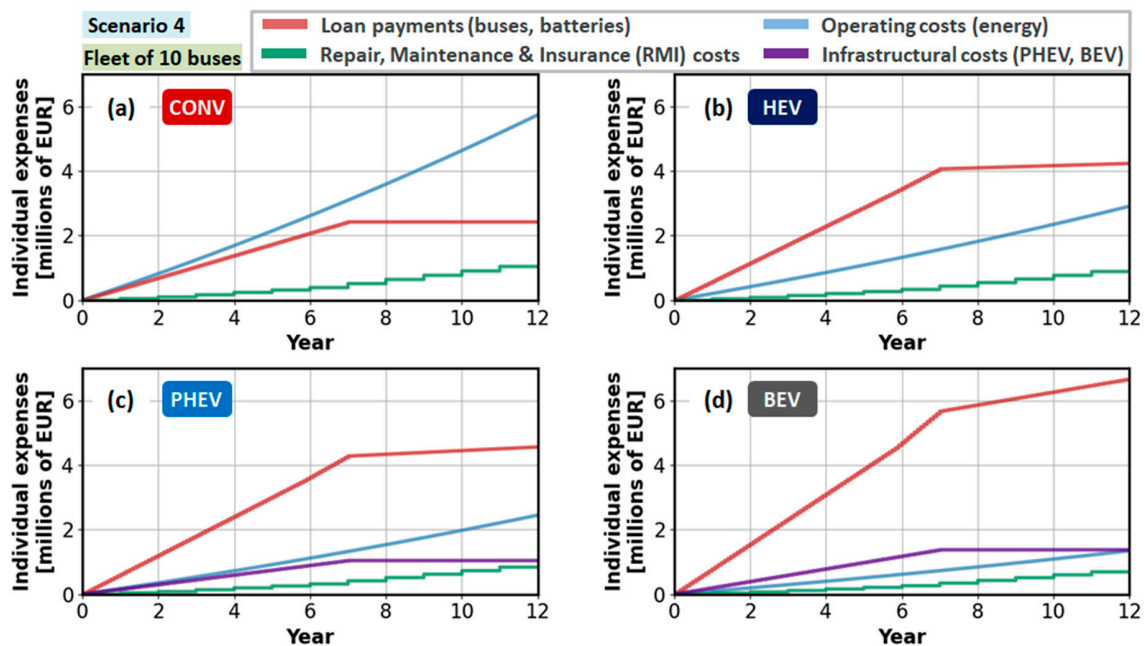 Scenario 4
Fleet of 10 buses
Loan payments (buses, batteries)
Operating costs (energy)
Repair, Maintenance & Insurance (RMI) costs
Infrastructural costs (PHEV, BEV)
(a) CONV
Individual expenses
[millions of EUR]
6
4
2
0
0 2 4 6 8 10 12
Year
(b) HEV
Individual expenses
[millions of EUR]
6
4
2
0
0 2 4 6 8 10 12
Year
(c) PHEV
Individual expenses
[millions of EUR]
6
4
2
0
0 2 4 6 8 10 12
Year
(d) BEV
Individual expenses
[millions of EUR]
6
4
2
0
0 2 4 6 8 10 12
Year